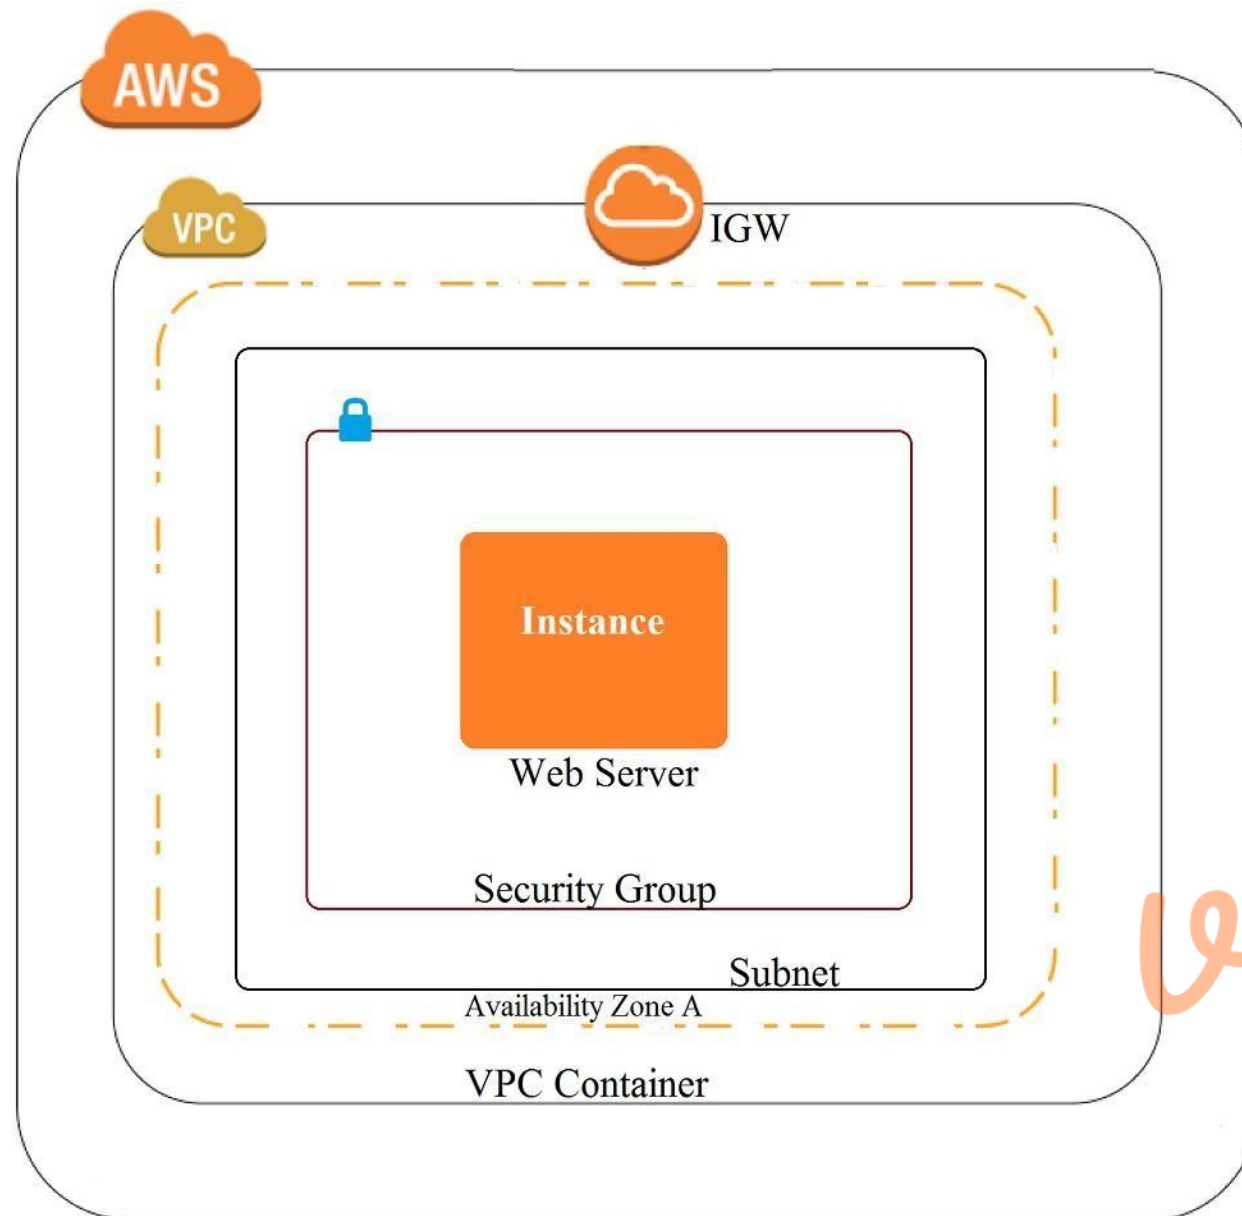 AWS
VPC
IGW
Instance
Web Server
Security Group
Subnet
Availability Zone A
VPC Container